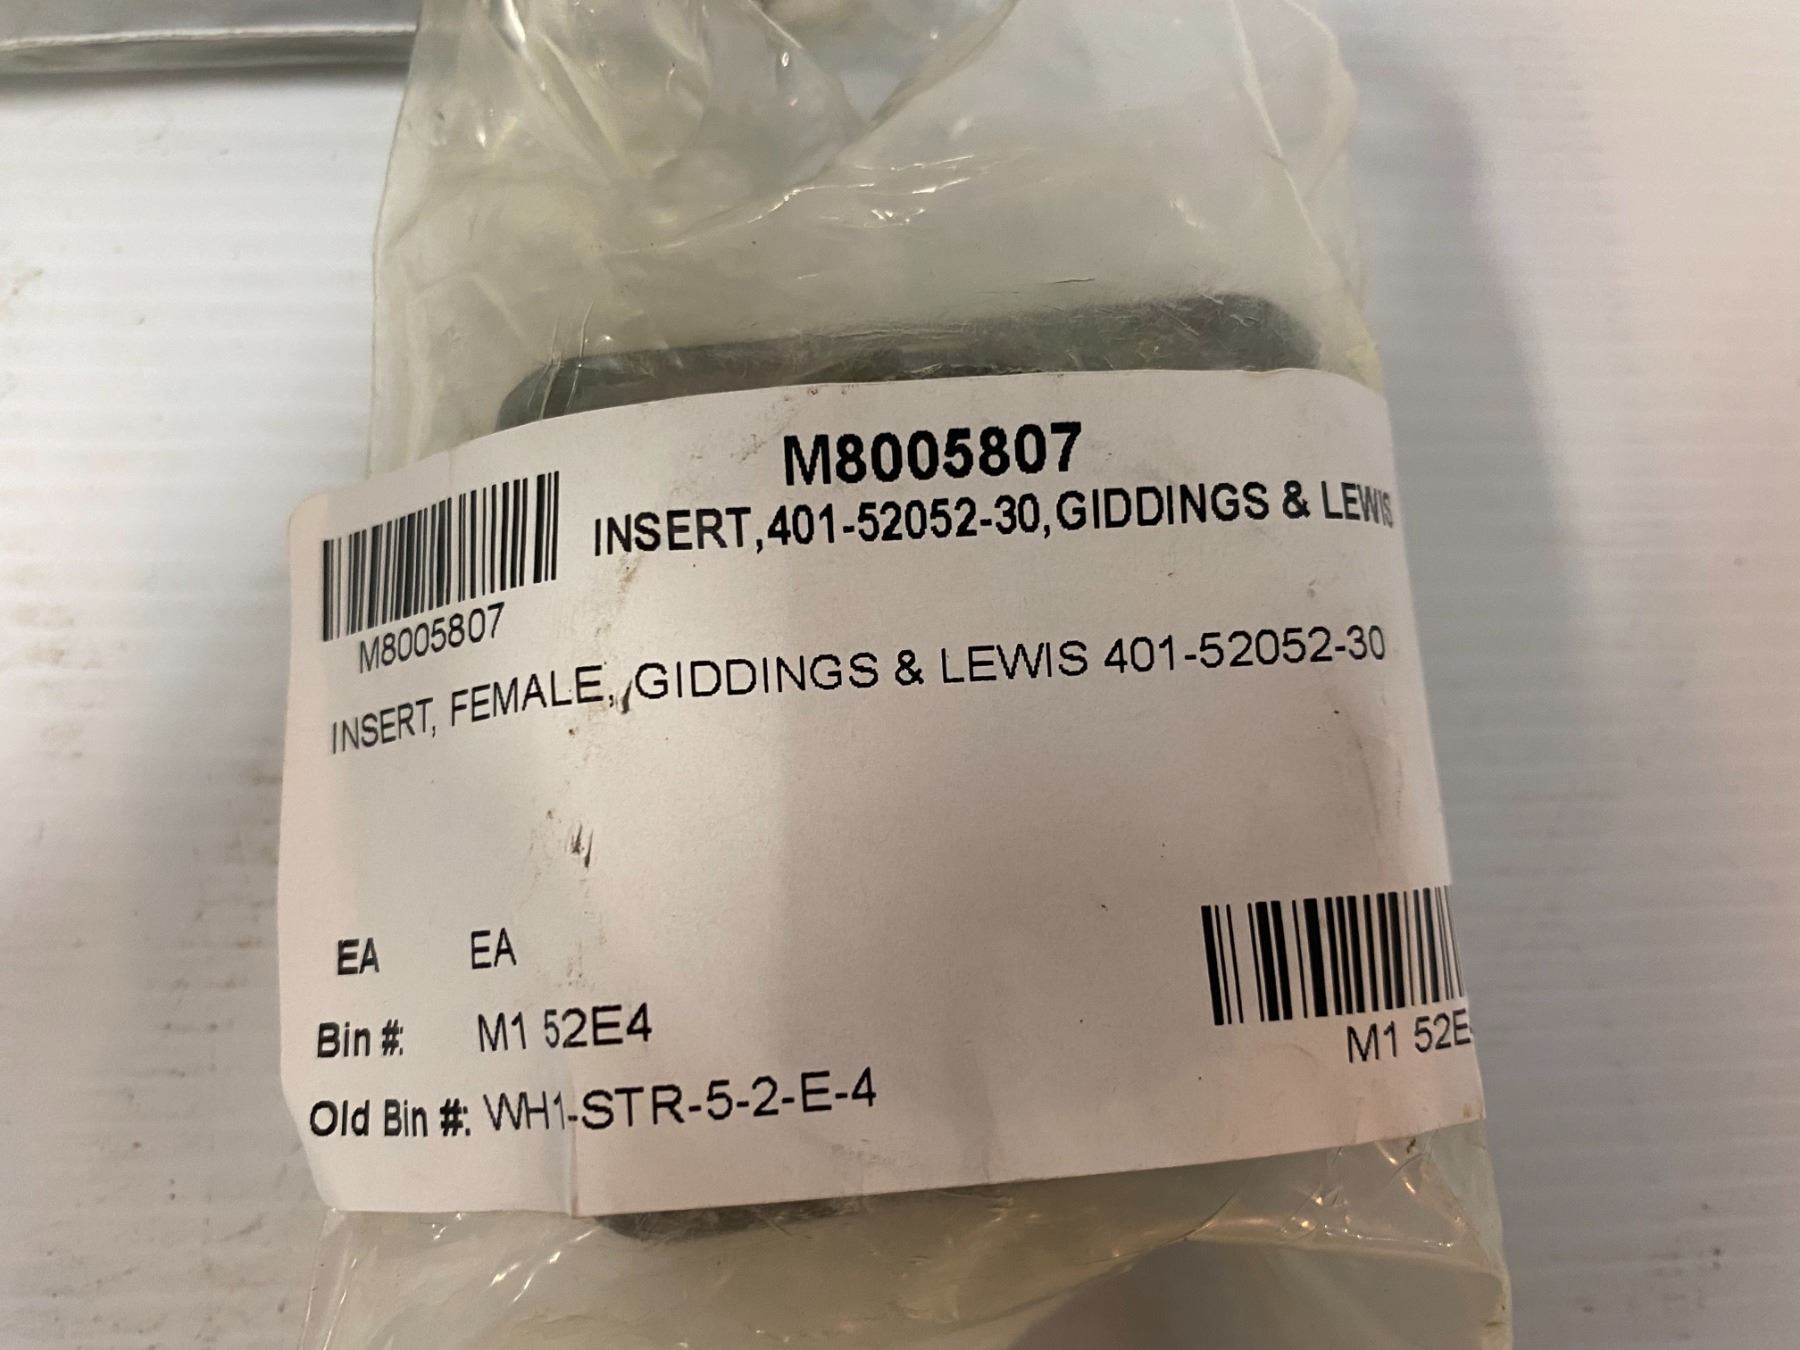 M8005807
INSERT,401-52052-30,GIDDINGS & LEWIS
M8005807
INSERT, FEMALE, GIDDINGS & LEWIS 401-52052-30
EA EA
Bin #: M1 52E4
M1 52E
Old Bin #: WH1-STR-5-2-E-4